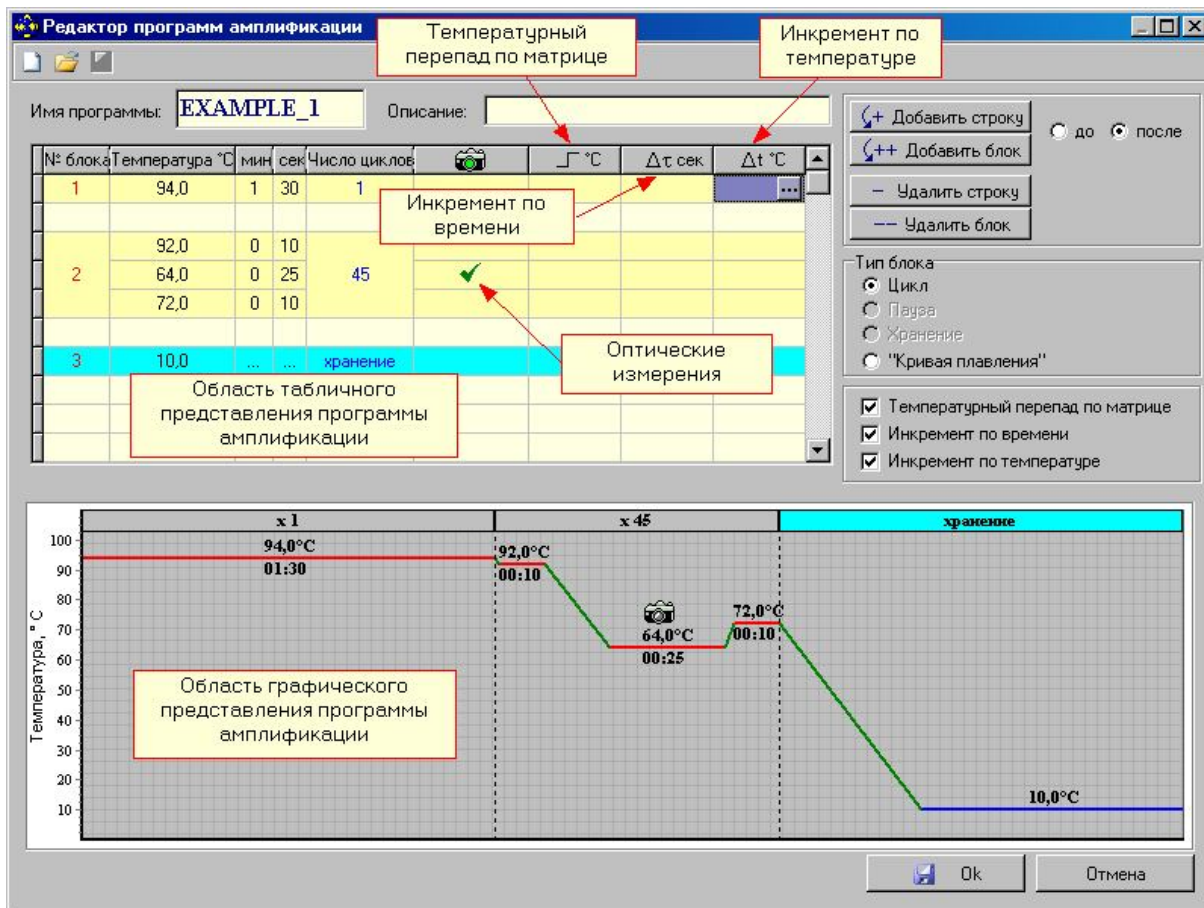 Редактор программ амплификации
Температурный
перепад по матрице
Инкремент по
температуре
Имя программы: EXAMPLE_1 Описание:
+ Добавить строку
до после
++ Добавить блок
№ блока Температура °C мин сек Число циклов °C Δτ сек Δt °C
1 94,0 1 30 1 ...
− Удалить строку
Инкремент по
времени
−− Удалить блок
92,0 0 10
2 64,0 0 25 45
72,0 0 10
Тип блока
Цикл
Пауза
Хранение
"Кривая плавления"
3 10,0 ... ... хранение
Оптические
измерения
Область табличного
представления программы
амплификации
Температурный перепад по матрице
Инкремент по времени
Инкремент по температуре
x 1 x 45 хранение
Температура, ° C
100
90
80
70
60
50
40
30
20
10
94,0°C
01:30
92,0°C
00:10
64,0°C
00:25
72,0°C
00:10
10,0°C
Область графического
представления программы
амплификации
Ok Отмена